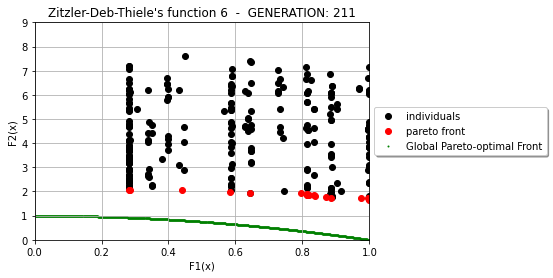 Zitzler-Deb-Thiele's function 6 - GENERATION: 211
9
8
7
6
5
4
3
2
1
0
F2(x)
0.0 0.2 0.4 0.6 0.8 1.0
F1(x)
individuals
pareto front
Global Pareto-optimal Front